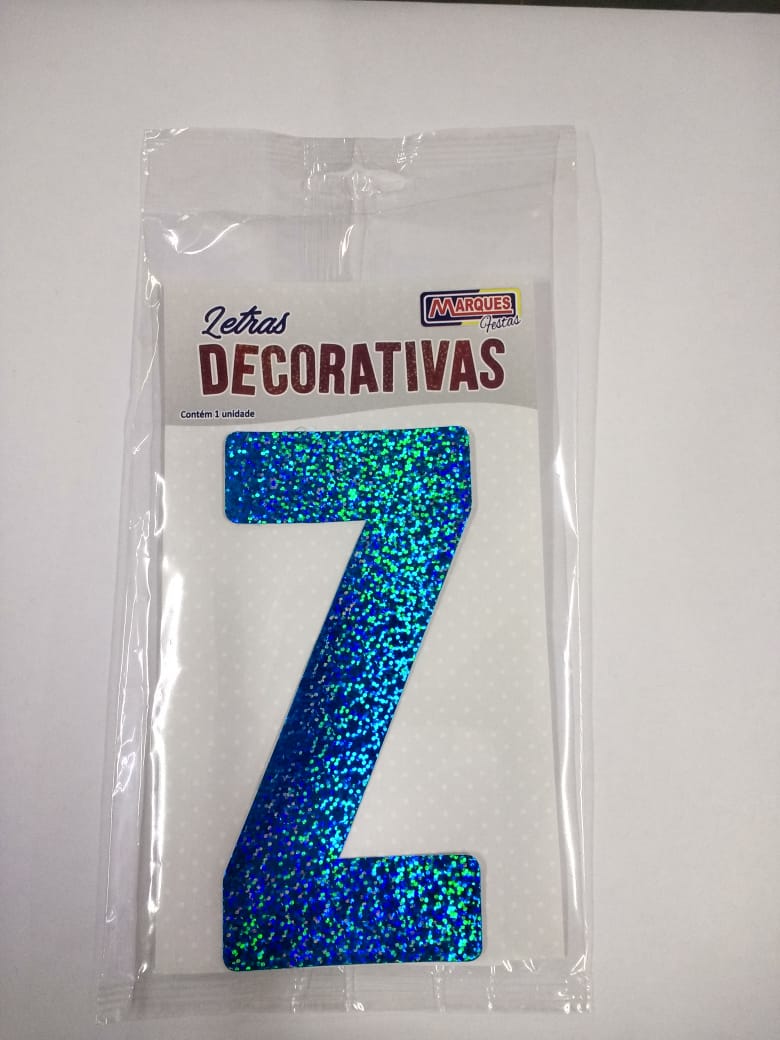 Letras
MARQUES
Festas
DECORATIVAS
Contém 1 unidade
Z